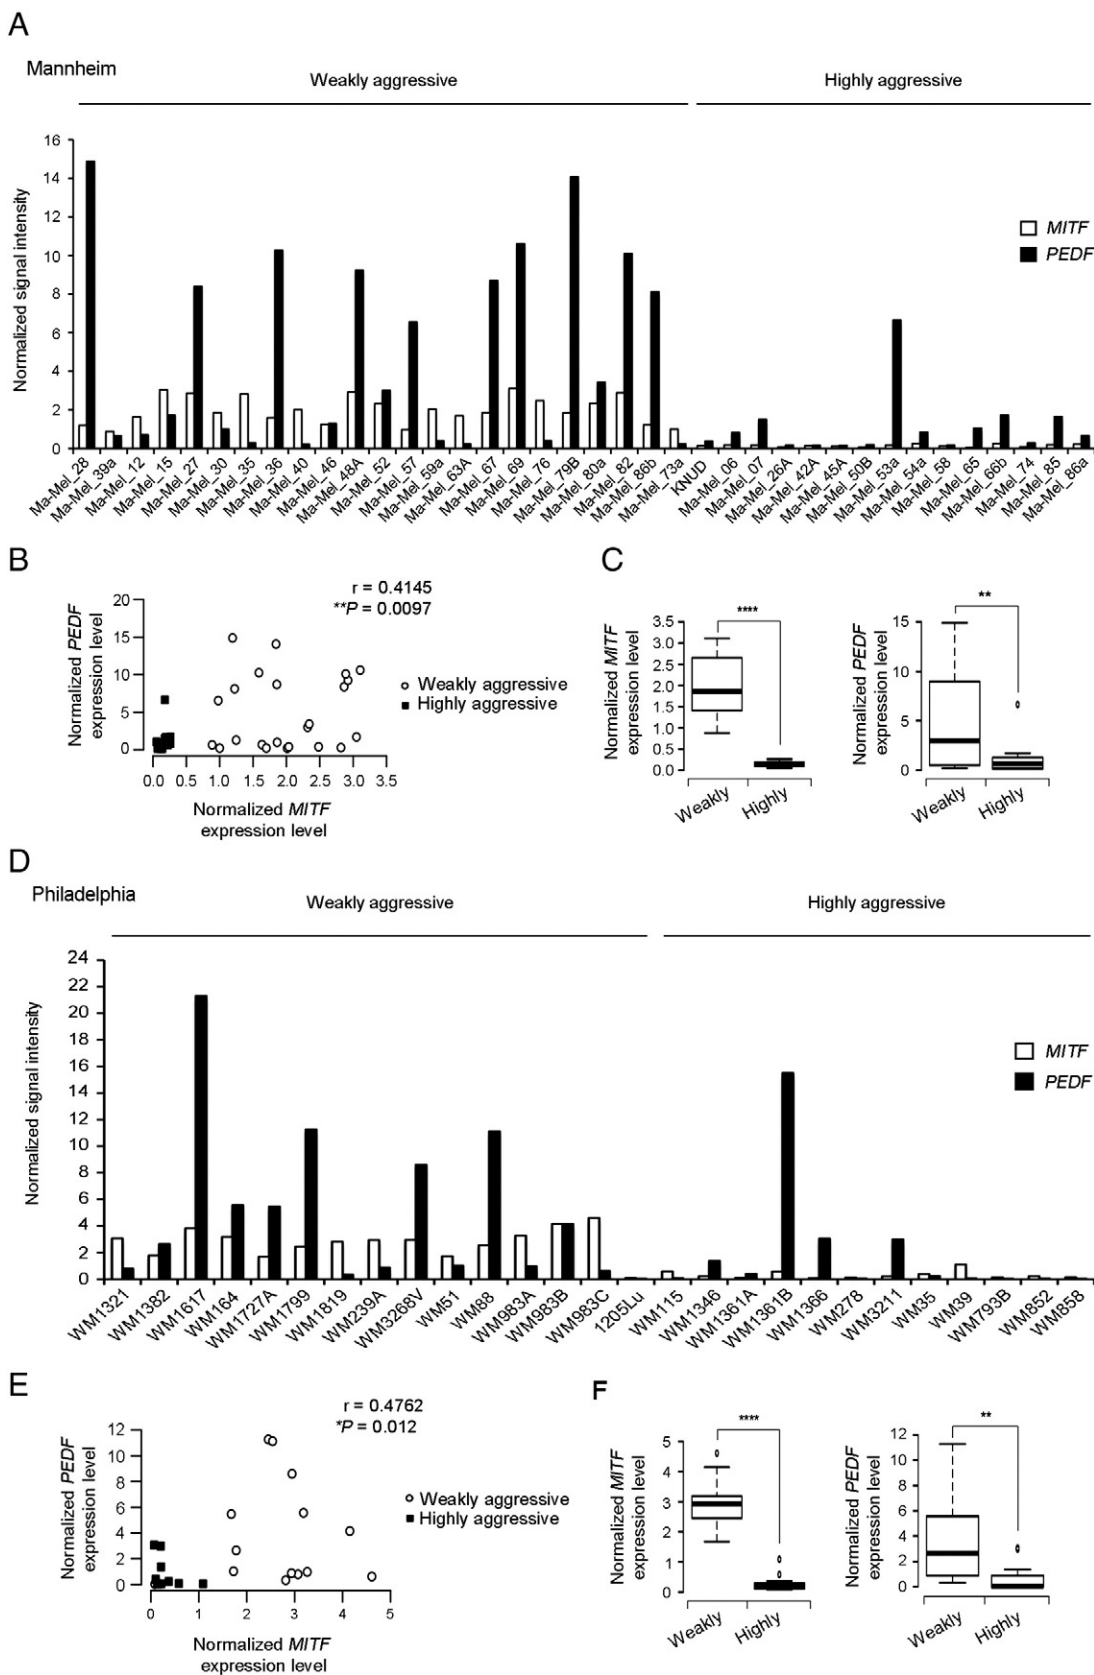 A
Mannheim
Weakly aggressive
Highly aggressive
16
14
12
10
8
6
4
2
0
Normalized signal intensity
MITF
PEDF
Ma-Mel_28
Ma-Mel_39a
Ma-Mel_12
Ma-Mel_15
Ma-Mel_27
Ma-Mel_30
Ma-Mel_35
Ma-Mel_36
Ma-Mel_40
Ma-Mel_46
Ma-Mel_48A
Ma-Mel_52
Ma-Mel_57
Ma-Mel_59a
Ma-Mel_63A
Ma-Mel_67
Ma-Mel_69
Ma-Mel_76
Ma-Mel_79B
Ma-Mel_80a
Ma-Mel_82
Ma-Mel_86b
Ma-Mel_73a
KNUD
Ma-Mel_06
Ma-Mel_07
Ma-Mel_26A
Ma-Mel_42A
Ma-Mel_45A
Ma-Mel_50B
Ma-Mel_53a
Ma-Mel_54a
Ma-Mel_58
Ma-Mel_65
Ma-Mel_66b
Ma-Mel_74
Ma-Mel_85
Ma-Mel_86a
B
r = 0.4145
**P = 0.0097
Normalized PEDF
expression level
20
15
10
5
0
0.0 0.5 1.0 1.5 2.0 2.5 3.0 3.5
Normalized MITF
expression level
Weakly aggressive
Highly aggressive
C
****
Normalized MITF
expression level
3.5
3.0
2.5
2.0
1.5
1.0
0.5
0.0
Weakly
Highly
**
Normalized PEDF
expression level
15
10
5
0
Weakly
Highly
D
Philadelphia
Weakly aggressive
Highly aggressive
24
22
20
18
16
14
12
10
8
6
4
2
0
Normalized signal intensity
MITF
PEDF
WM1321
WM1382
WM1617
WM164
WM1727A
WM1799
WM1819
WM239A
WM3268V
WM51
WM88
WM983A
WM983B
WM983C
1205Lu
WM115
WM1346
WM1361A
WM1361B
WM1366
WM278
WM3211
WM35
WM39
WM793B
WM852
WM858
E
r = 0.4762
*P = 0.012
Normalized PEDF
expression level
12
10
8
6
4
2
0
0 1 2 3 4 5
Normalized MITF
expression level
Weakly aggressive
Highly aggressive
F
****
Normalized MITF
expression level
5
4
3
2
1
0
Weakly
Highly
**
Normalized PEDF
expression level
12
10
8
6
4
2
0
Weakly
Highly